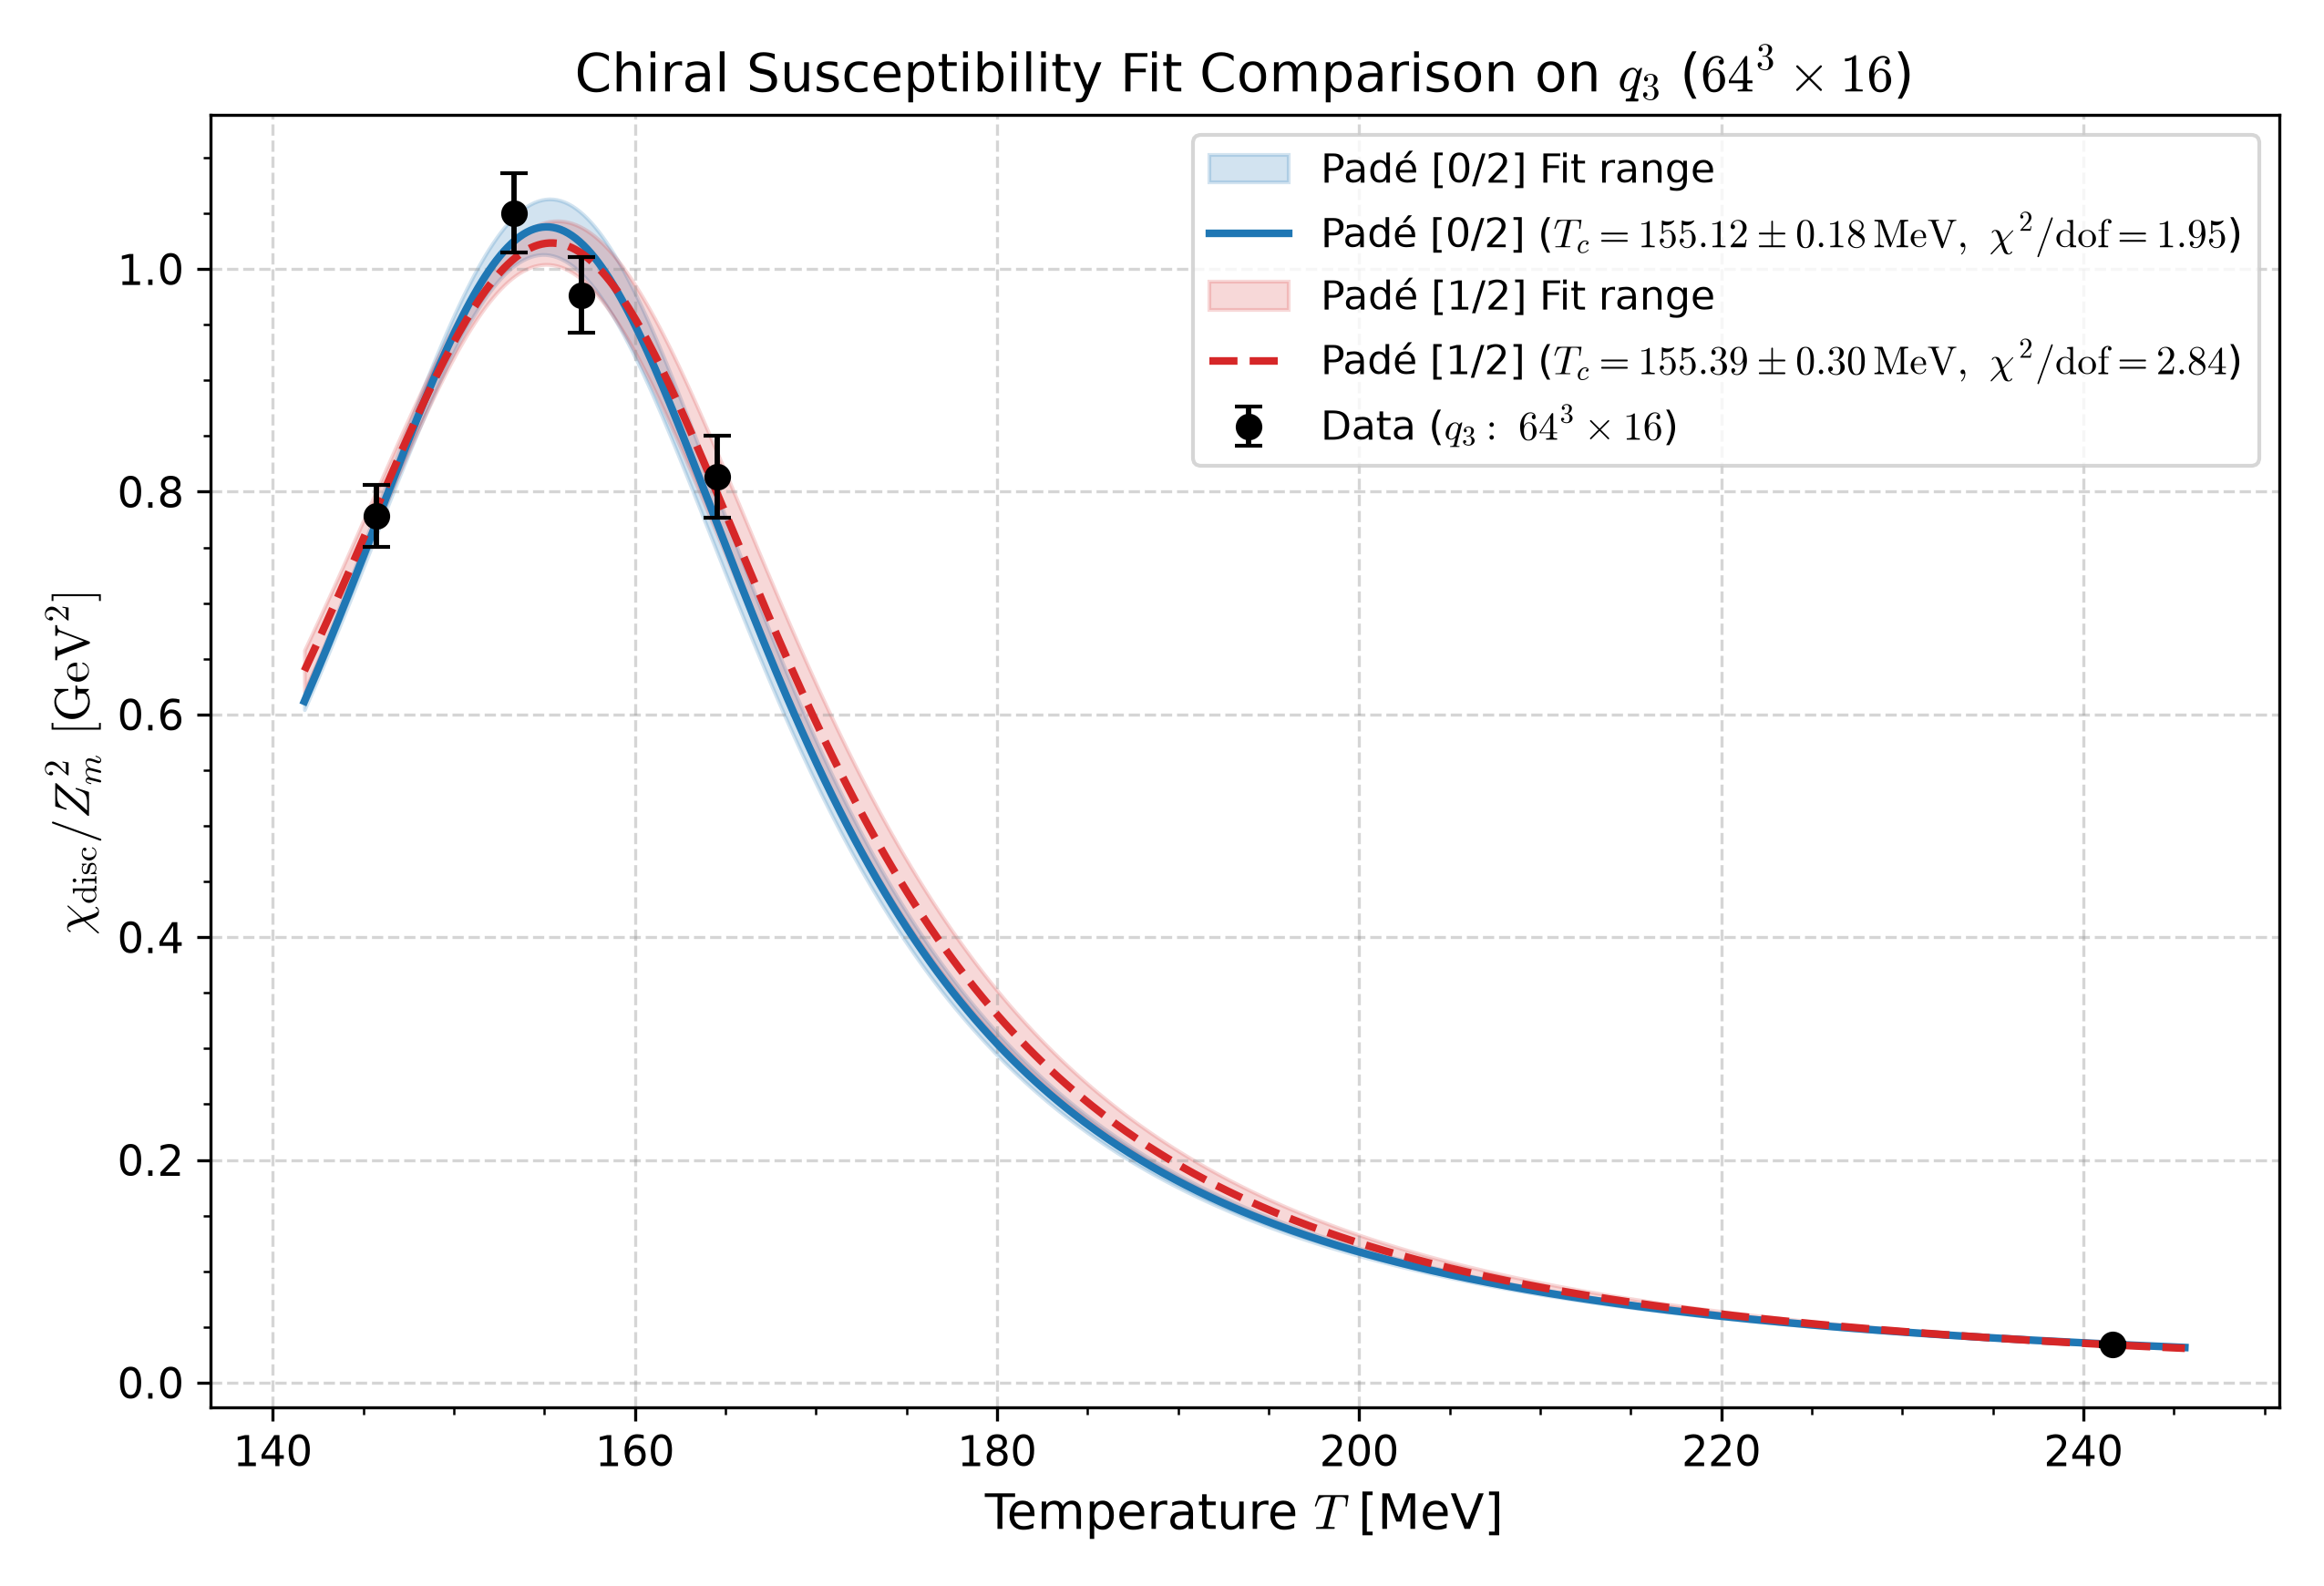 Chiral Susceptibility Fit Comparison on q₃ (64³ × 16)
Padé [0/2] Fit range
Padé [0/2] (T_c = 155.12 ± 0.18 MeV, χ²/dof = 1.95)
Padé [1/2] Fit range
Padé [1/2] (T_c = 155.39 ± 0.30 MeV, χ²/dof = 2.84)
Data (q₃ : 64³ × 16)
χ_disc/Z_m² [GeV²]
1.0
0.8
0.6
0.4
0.2
0.0
140 160 180 200 220 240
Temperature T [MeV]